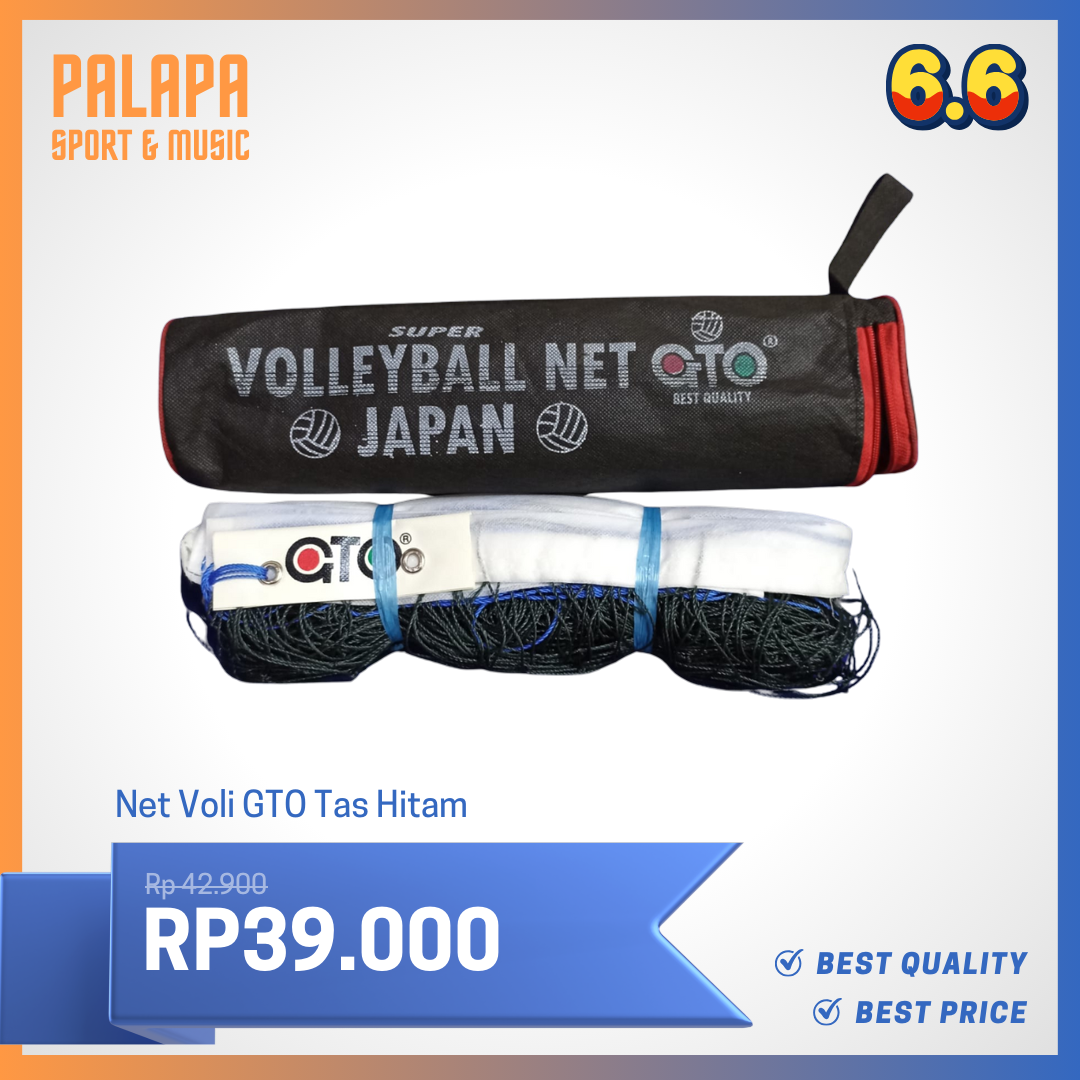 PALAPA
SPORT & MUSIC
6.6
SUPER
VOLLEYBALL NET GTO®
BEST QUALITY
JAPAN
GTO®
Net Voli GTO Tas Hitam
Rp 42.900
RP39.000
BEST QUALITY
BEST PRICE